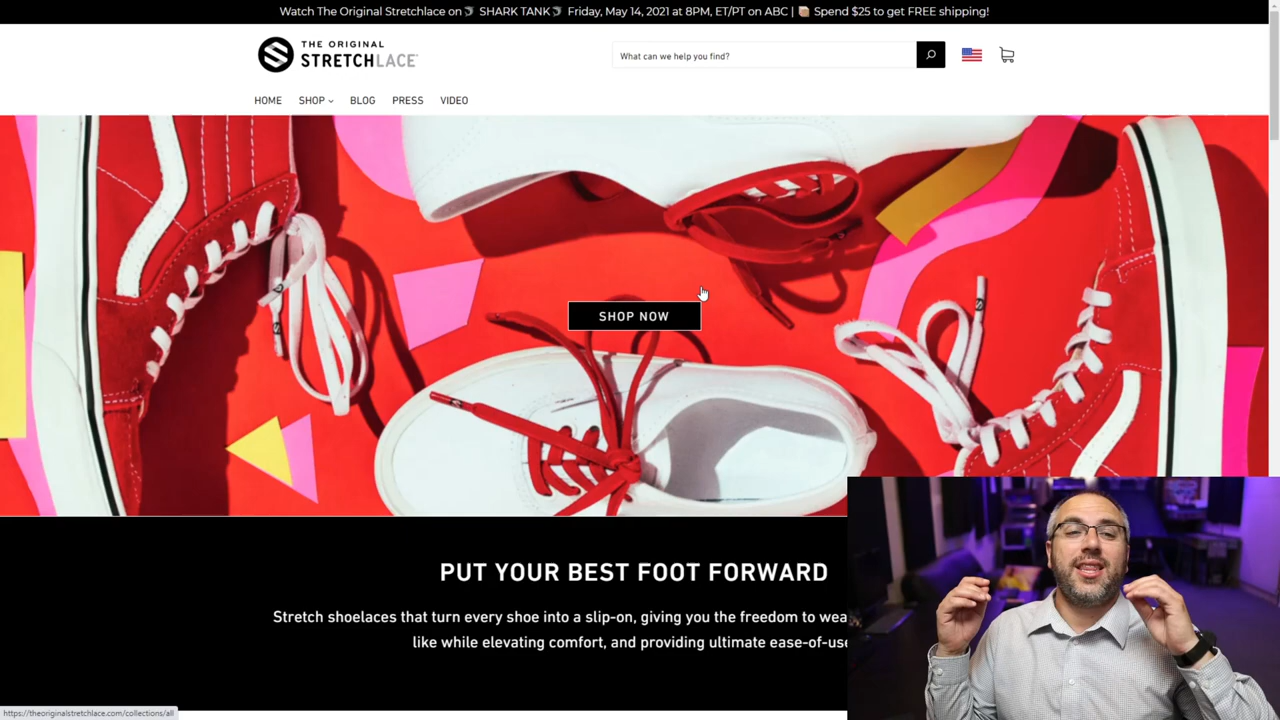 Watch The Original Stretchlace on SHARK TANK Friday, May 14, 2021 at 8PM, ET/PT on ABC | Spend $25 to get FREE shipping!
THE ORIGINAL
STRETCHLACE
What can we help you find?
HOME SHOP BLOG PRESS VIDEO
SHOP NOW
PUT YOUR BEST FOOT FORWARD
Stretch shoelaces that turn every shoe into a slip-on, giving you the freedom to wea
like while elevating comfort, and providing ultimate ease-of-use
https://theoriginalstretchlace.com/collections/all